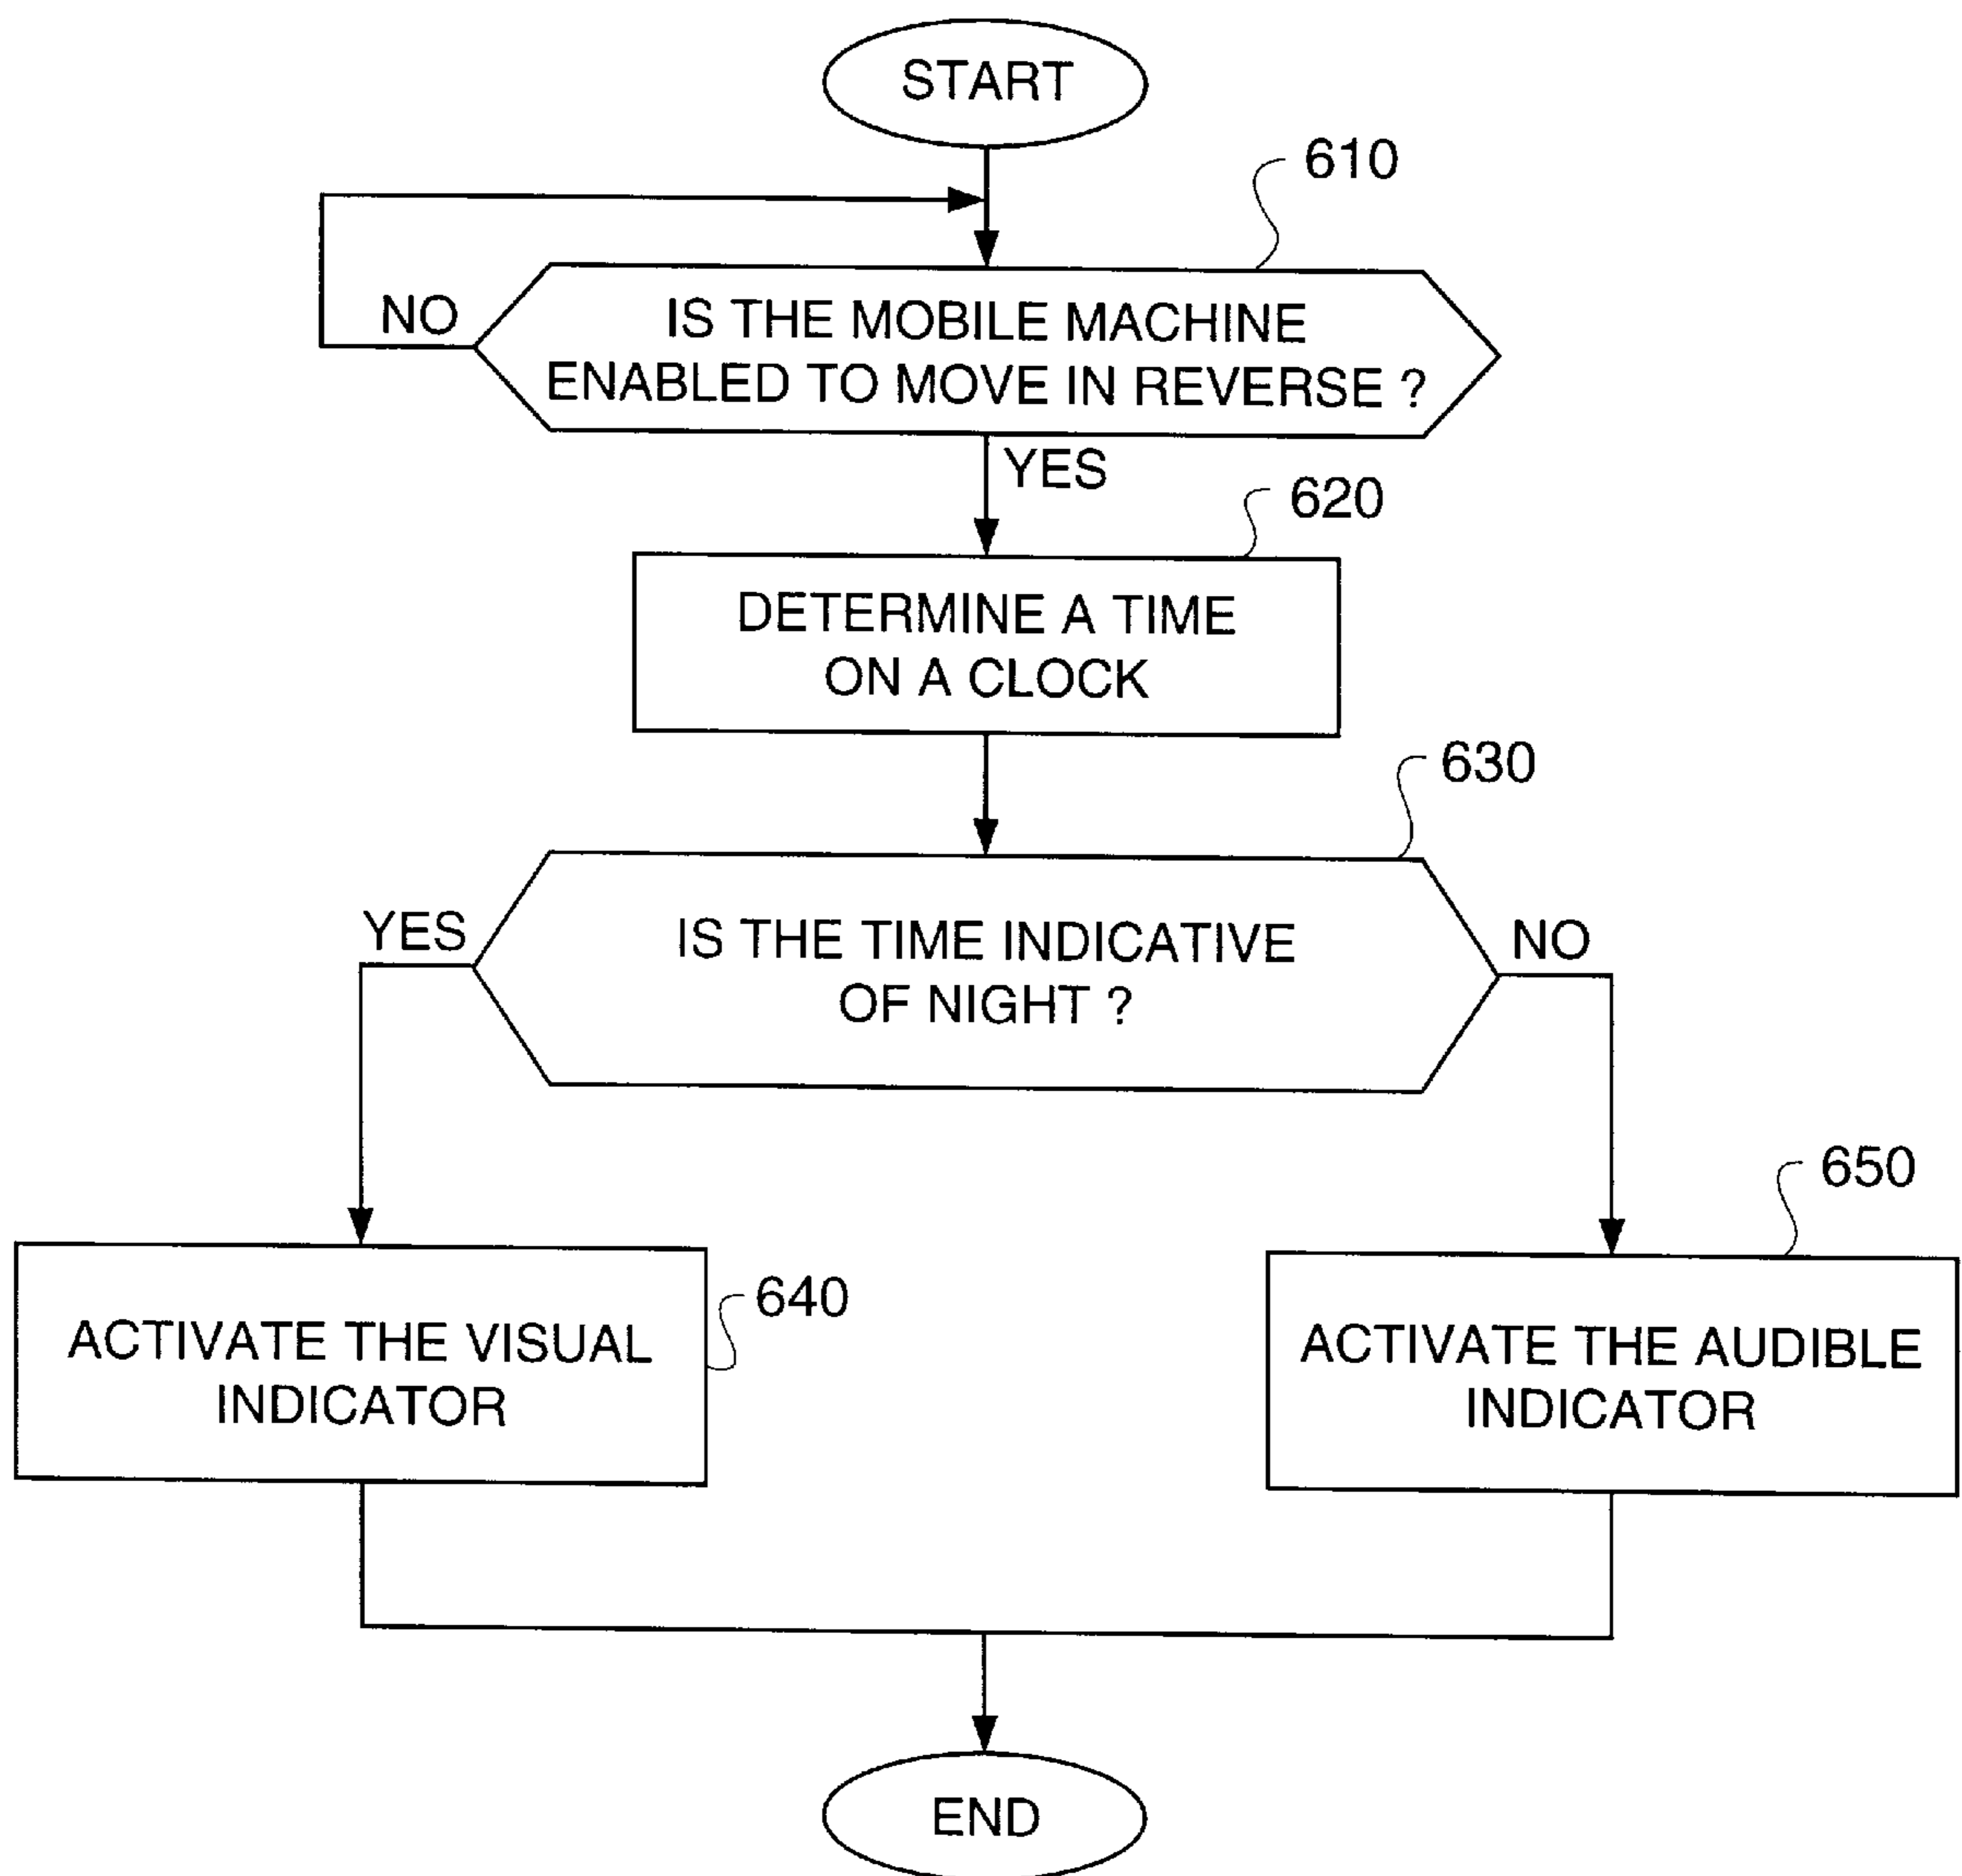 START
610
NO
IS THE MOBILE MACHINE
ENABLED TO MOVE IN REVERSE ?
YES
620
DETERMINE A TIME
ON A CLOCK
630
YES
IS THE TIME INDICATIVE
OF NIGHT ?
NO
650
640
ACTIVATE THE VISUAL
INDICATOR
ACTIVATE THE AUDIBLE
INDICATOR
END